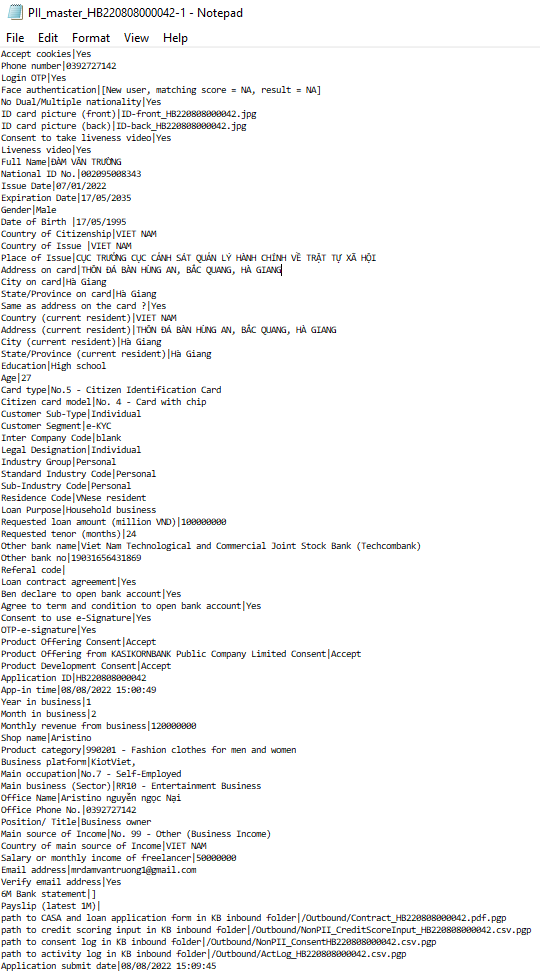 PII_master_HB220808000042-1 - Notepad
File Edit Format View Help
Accept cookies|Yes
Phone number|0392727142
Login OTP|Yes
Face authentication|[New user, matching score = NA, result = NA]
No Dual/Multiple nationality|Yes
ID card picture (front)|ID-front_HB220808000042.jpg
ID card picture (back)|ID-back_HB220808000042.jpg
Consent to take liveness video|Yes
Liveness video|Yes
Full Name|ĐÀM VĂN TRƯỜNG
National ID No.|002095008343
Issue Date|07/01/2022
Expiration Date|17/05/2035
Gender|Male
Date of Birth |17/05/1995
Country of Citizenship|VIET NAM
Country of Issue |VIET NAM
Place of Issue|CỤC TRƯỞNG CỤC CẢNH SÁT QUẢN LÝ HÀNH CHÍNH VỀ TRẬT TỰ XÃ HỘI
Address on card|THÔN ĐÁ BÀN HÙNG AN, BẮC QUANG, HÀ GIANG
City on card|Hà Giang
State/Province on card|Hà Giang
Same as address on the card ?|Yes
Country (current resident)|VIET NAM
Address (current resident)|THÔN ĐÁ BÀN HÙNG AN, BẮC QUANG, HÀ GIANG
City (current resident)|Hà Giang
State/Province (current resident)|Hà Giang
Education|High school
Age|27
Card type|No.5 - Citizen Identification Card
Citizen card model|No. 4 - Card with chip
Customer Sub-Type|Individual
Customer Segment|e-KYC
Inter Company Code|blank
Legal Designation|Individual
Industry Group|Personal
Standard Industry Code|Personal
Sub-Industry Code|Personal
Residence Code|VNese resident
Loan Purpose|Household business
Requested loan amount (million VND)|100000000
Requested tenor (months)|24
Other bank name|Viet Nam Technological and Commercial Joint Stock Bank (Techcombank)
Other bank no|19031656431869
Referal code|
Loan contract agreement|Yes
Ben declare to open bank account|Yes
Agree to term and condition to open bank account|Yes
Consent to use e-Signature|Yes
OTP-e-signature|Yes
Product Offering Consent|Accept
Product Offering from KASIKORNBANK Public Company Limited Consent|Accept
Product Development Consent|Accept
Application ID|HB220808000042
App-in time|08/08/2022 15:00:49
Year in business|1
Month in business|2
Monthly revenue from business|120000000
Shop name|Aristino
Product category|990201 - Fashion clothes for men and women
Business platform|KiotViet,
Main occupation|No.7 - Self-Employed
Main business (Sector)|RR10 - Entertainment Business
Office Name|Aristino nguyễn ngọc Nại
Office Phone No.|0392727142
Position/ Title|Business owner
Main source of Income|No. 99 - Other (Business Income)
Country of main source of Income|VIET NAM
Salary or monthly income of freelancer|50000000
Email address|mrdamvantruong1@gmail.com
Verify email address|Yes
6M Bank statement|]
Payslip (latest 1M)|
path to CASA and loan application form in KB inbound folder|/Outbound/Contract_HB220808000042.pdf.pgp
path to credit scoring input in KB inbound folder|/Outbound/NonPII_CreditScoreInput_HB220808000042.csv.pgp
path to consent log in KB inbound folder|/Outbound/NonPII_ConsentHB220808000042.csv.pgp
path to activity log in KB inbound folder|/Outbound/ActLog_HB220808000042.csv.pgp
Application submit date|08/08/2022 15:09:45